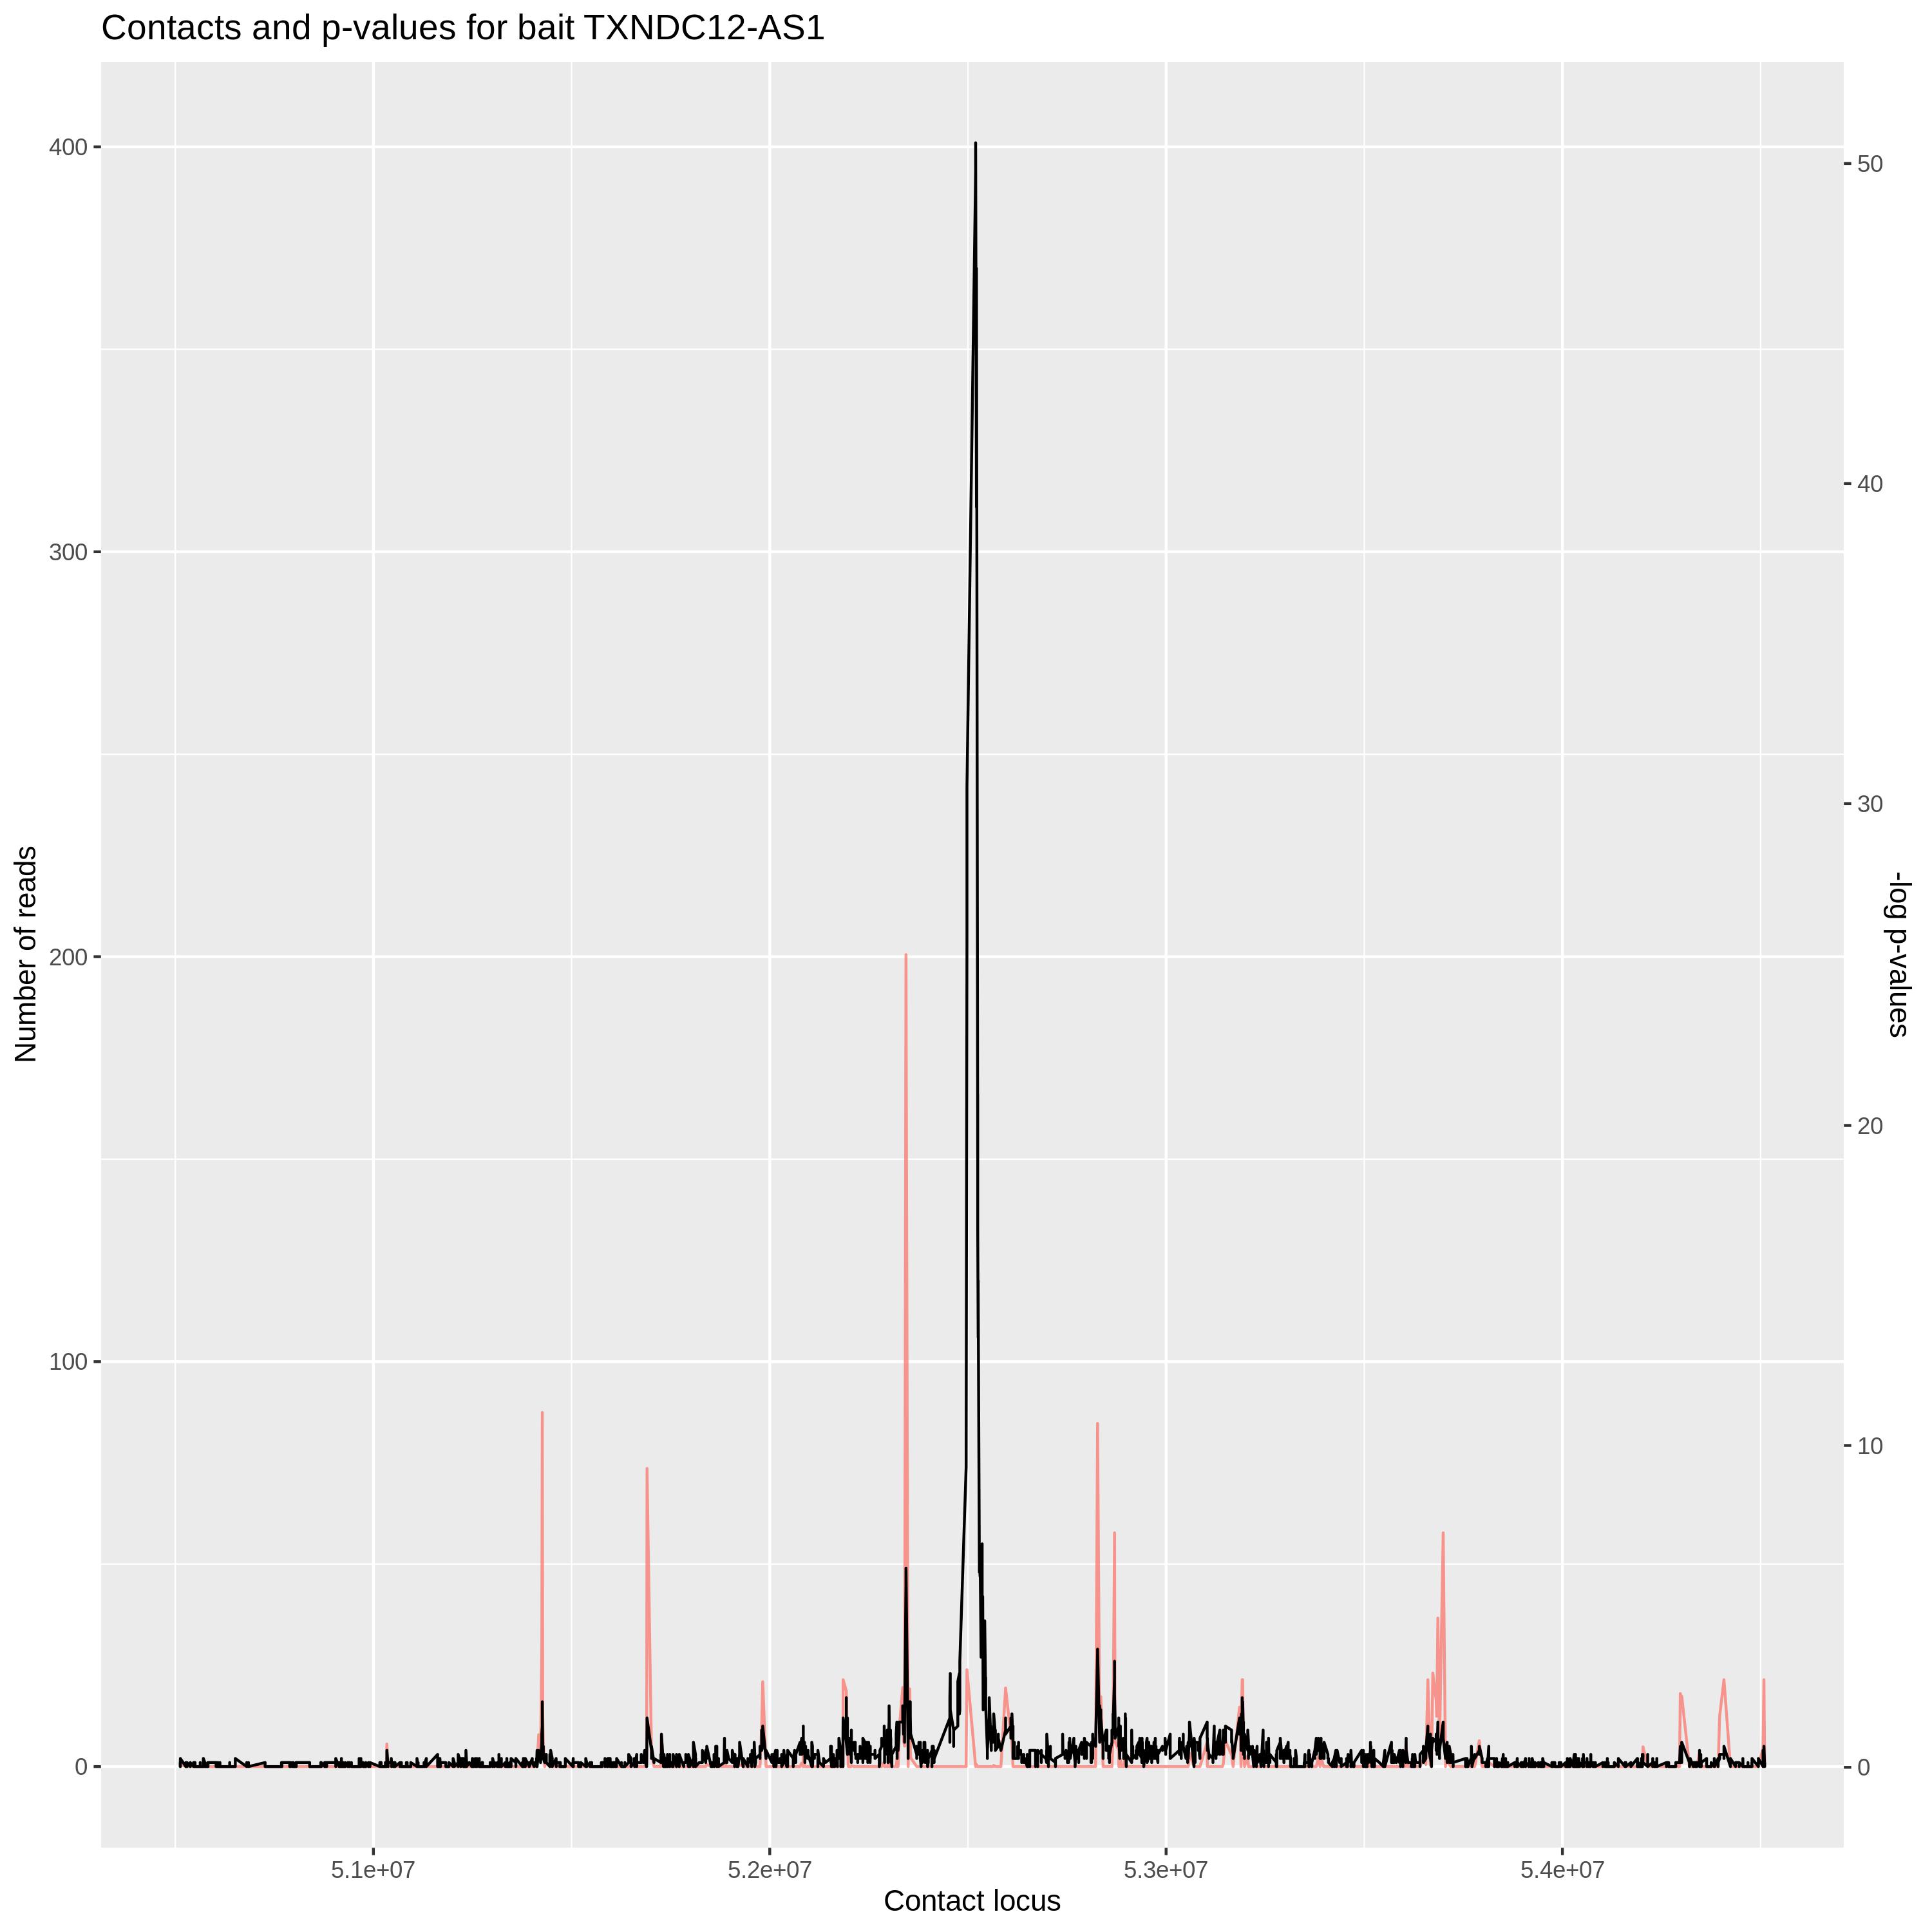 Contacts and p-values for bait TXNDC12-AS1
400
300
200
100
0
Number of reads
50
40
30
20
10
0
-log p-values
5.1e+07
5.2e+07
5.3e+07
5.4e+07
Contact locus